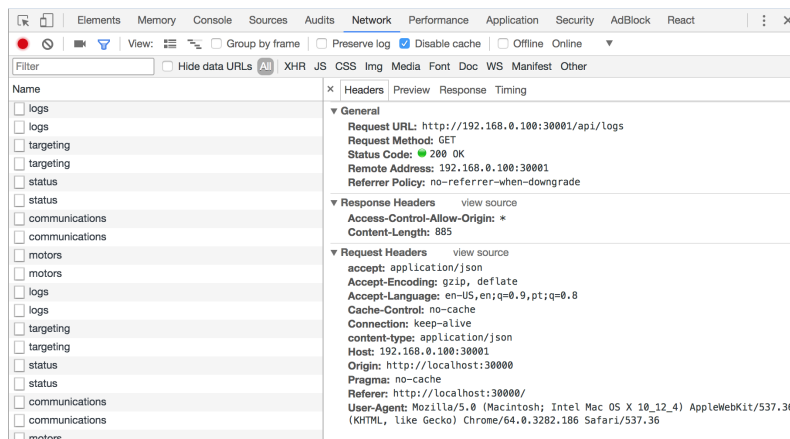 Elements Memory Console Sources Audits Network Performance Application Security AdBlock React
View: Group by frame Preserve log Disable cache Offline Online
Filter Hide data URLs All XHR JS CSS Img Media Font Doc WS Manifest Other
Name
logs
logs
targeting
targeting
status
status
communications
communications
motors
motors
logs
logs
targeting
targeting
status
status
communications
communications
motors
× Headers Preview Response Timing
▼ General
Request URL: http://192.168.0.100:30001/api/logs
Request Method: GET
Status Code: 200 OK
Remote Address: 192.168.0.100:30001
Referrer Policy: no-referrer-when-downgrade
▼ Response Headers view source
Access-Control-Allow-Origin: *
Content-Length: 885
▼ Request Headers view source
accept: application/json
Accept-Encoding: gzip, deflate
Accept-Language: en-US,en;q=0.9,pt;q=0.8
Cache-Control: no-cache
Connection: keep-alive
content-type: application/json
Host: 192.168.0.100:30001
Origin: http://localhost:30000
Pragma: no-cache
Referer: http://localhost:30000/
User-Agent: Mozilla/5.0 (Macintosh; Intel Mac OS X 10_12_4) AppleWebKit/537.36
(KHTML, like Gecko) Chrome/64.0.3282.186 Safari/537.36